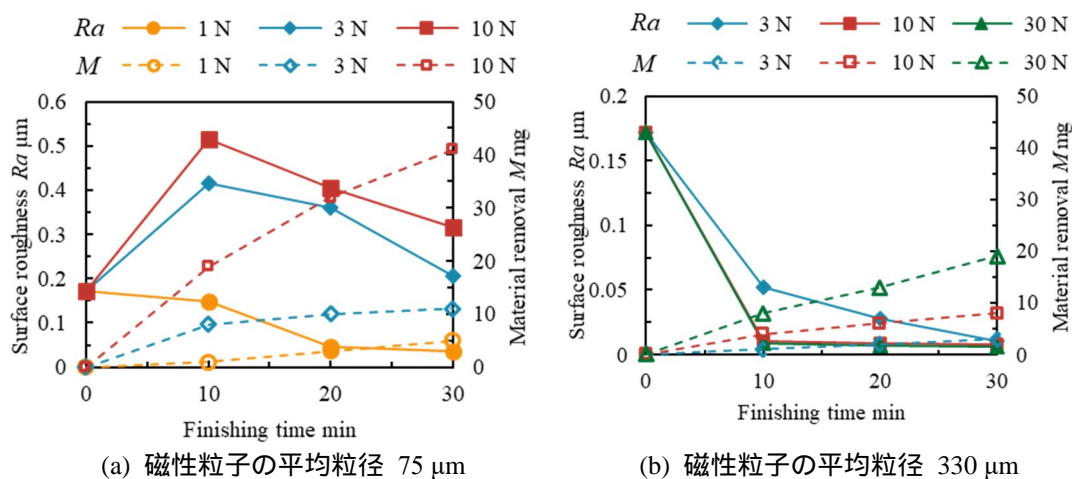 Ra 1 N 3 N 10 N
M 1 N 3 N 10 N
0.6
0.5
0.4
0.3
0.2
0.1
0
50
40
30
20
10
0
0 10 20 30
Surface roughness Ra μm
Material removal M mg
Finishing time min
(a) 磁性粒子の平均粒径 75 μm
Ra 3 N 10 N 30 N
M 3 N 10 N 30 N
0.2
0.15
0.1
0.05
0
50
40
30
20
10
0
0 10 20 30
Surface roughness Ra μm
Material removal M mg
Finishing time min
(b) 磁性粒子の平均粒径 330 μm